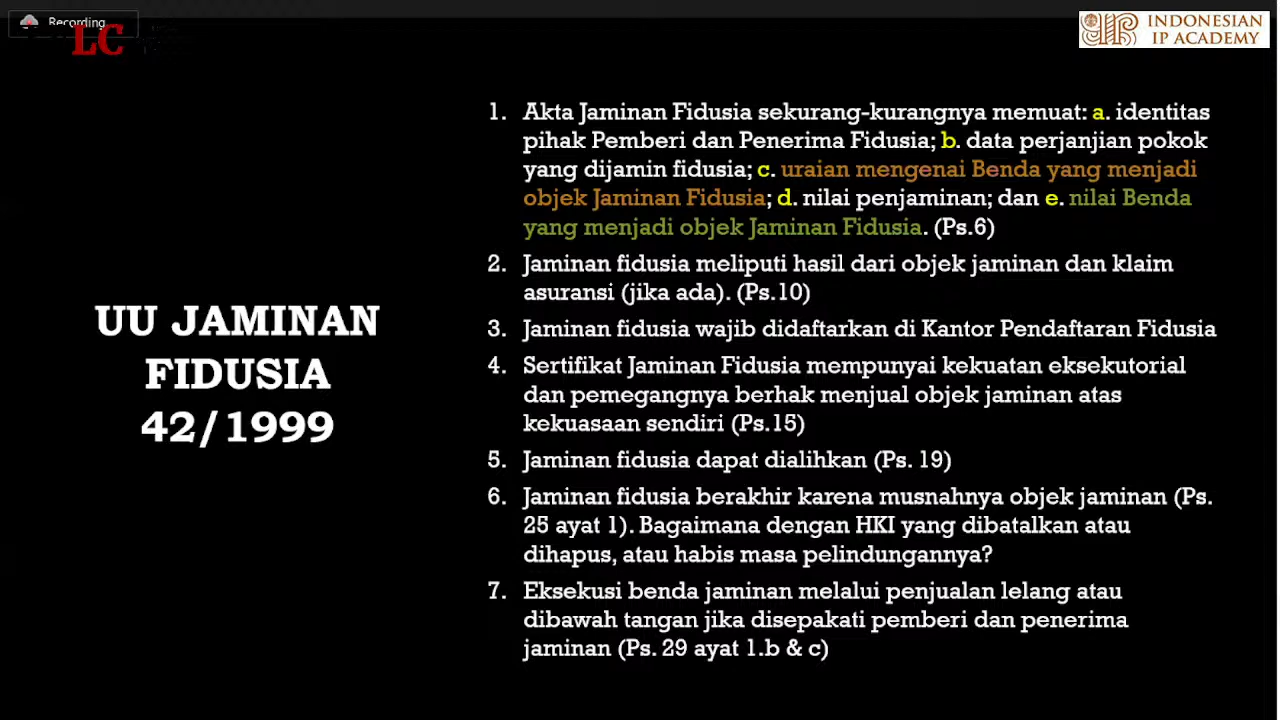 Recording
LC
INDONESIAN
IP ACADEMY
UU JAMINAN
FIDUSIA
42/1999
1. Akta Jaminan Fidusia sekurang-kurangnya memuat: a. identitas
pihak Pemberi dan Penerima Fidusia; b. data perjanjian pokok
yang dijamin fidusia; c. uraian mengenai Benda yang menjadi
objek Jaminan Fidusia; d. nilai penjaminan; dan e. nilai Benda
yang menjadi objek Jaminan Fidusia. (Ps.6)
2. Jaminan fidusia meliputi hasil dari objek jaminan dan klaim
asuransi (jika ada). (Ps.10)
3. Jaminan fidusia wajib didaftarkan di Kantor Pendaftaran Fidusia
4. Sertifikat Jaminan Fidusia mempunyai kekuatan eksekutorial
dan pemegangnya berhak menjual objek jaminan atas
kekuasaan sendiri (Ps.15)
5. Jaminan fidusia dapat dialihkan (Ps. 19)
6. Jaminan fidusia berakhir karena musnahnya objek jaminan (Ps.
25 ayat 1). Bagaimana dengan HKI yang dibatalkan atau
dihapus, atau habis masa pelindungannya?
7. Eksekusi benda jaminan melalui penjualan lelang atau
dibawah tangan jika disepakati pemberi dan penerima
jaminan (Ps. 29 ayat 1.b & c)